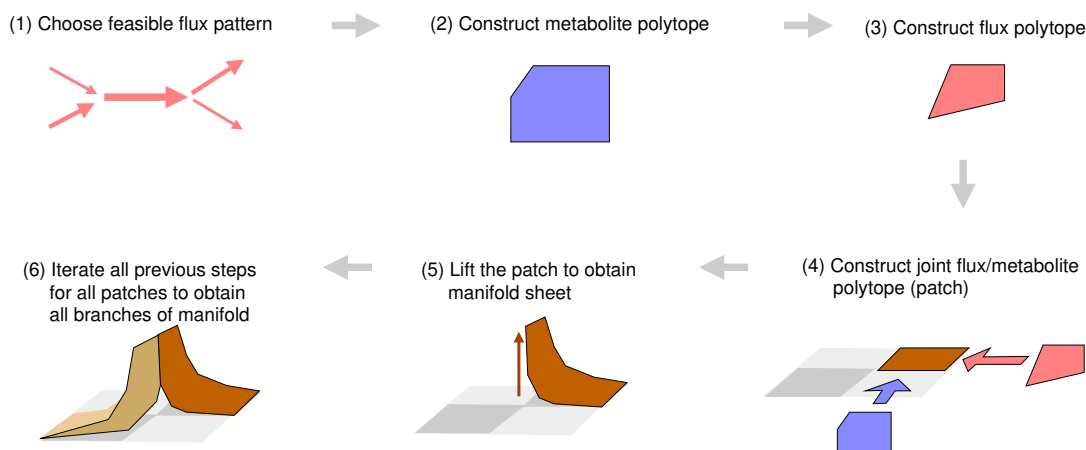 (1) Choose feasible flux pattern
(2) Construct metabolite polytope
(3) Construct flux polytope
(4) Construct joint flux/metabolite
polytope (patch)
(5) Lift the patch to obtain
manifold sheet
(6) Iterate all previous steps
for all patches to obtain
all branches of manifold